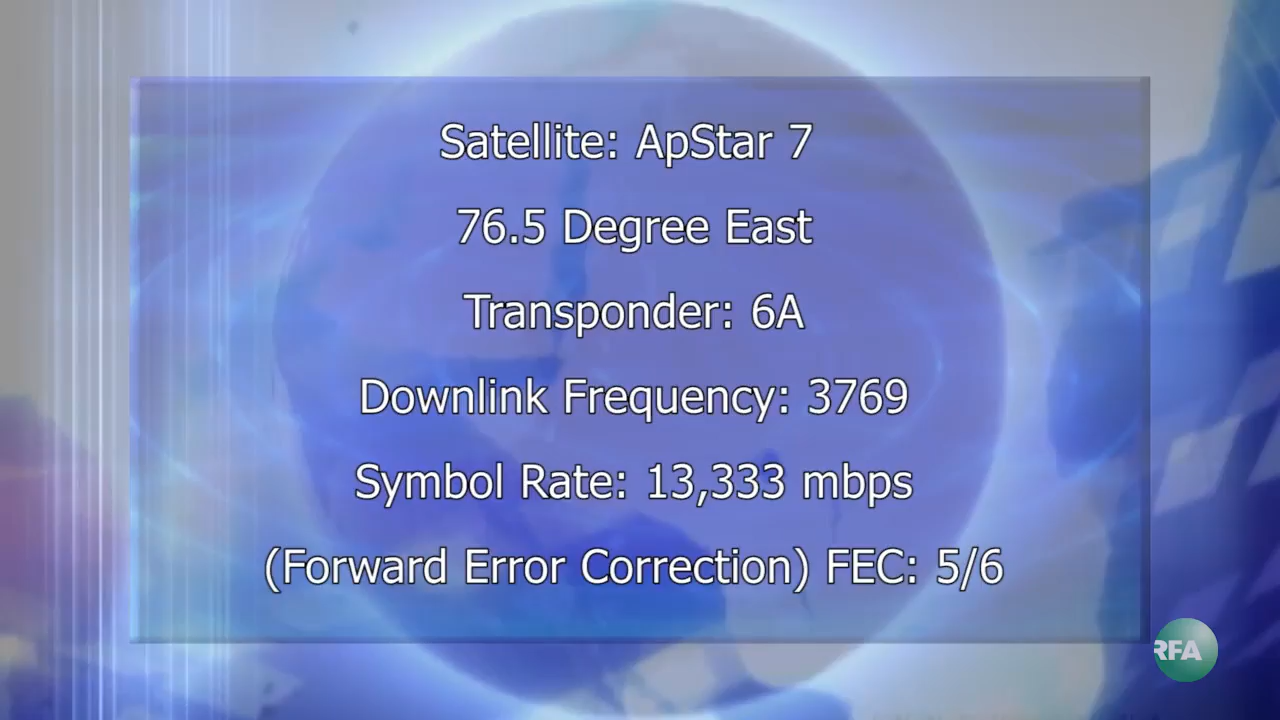 Satellite: ApStar 7
76.5 Degree East
Transponder: 6A
Downlink Frequency: 3769
Symbol Rate: 13,333 mbps
(Forward Error Correction) FEC: 5/6
RFA